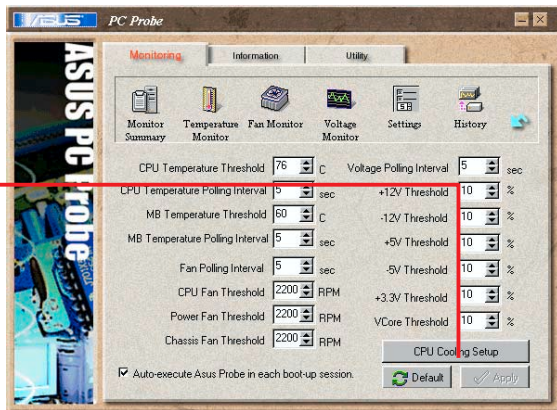 ASUS PC Probe
Monitoring Information Utility
ASUS PC Probe
Monitor Summary
Temperature Monitor
Fan Monitor
Voltage Monitor
Settings
History
CPU Temperature Threshold 76 C
Voltage Polling Interval 5 sec
CPU Temperature Polling Interval 5 sec
+12V Threshold 10 %
MB Temperature Threshold 60 C
-12V Threshold 10 %
MB Temperature Polling Interval 5 sec
+5V Threshold 10 %
Fan Polling Interval 5 sec
-5V Threshold 10 %
CPU Fan Threshold 2200 RPM
+3.3V Threshold 10 %
Power Fan Threshold 2200 RPM
VCore Threshold 10 %
Chassis Fan Threshold 2200 RPM
CPU Cooling Setup
Auto-execute Asus Probe in each boot-up session.
Default
Apply